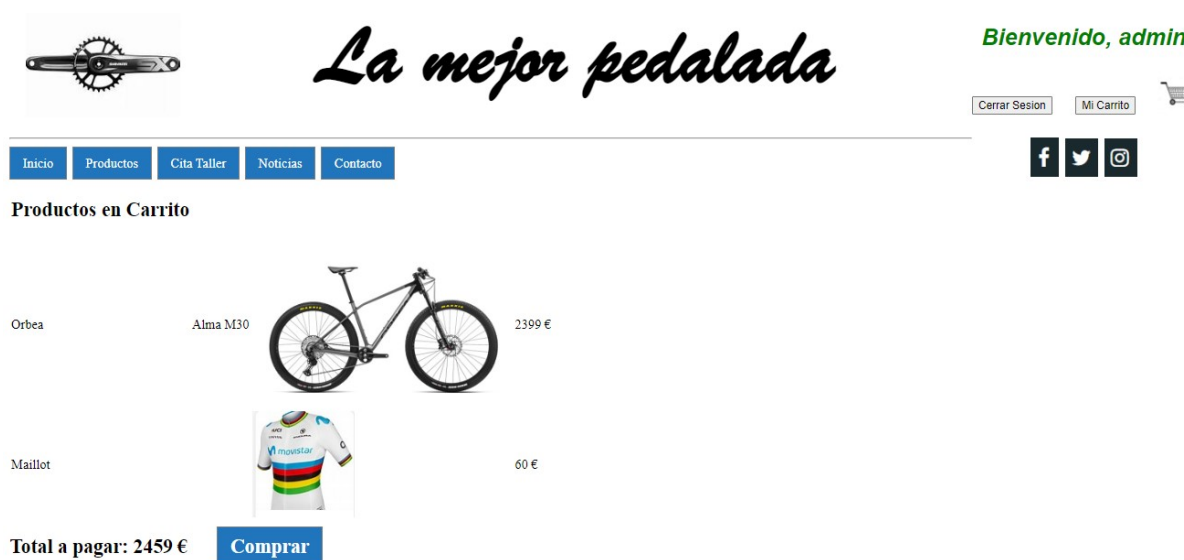 La mejor pedalada
Bienvenido, admin
Cerrar Sesion
Mi Carrito
Inicio
Productos
Cita Taller
Noticias
Contacto
Productos en Carrito
Orbea Alma M30 2399 €
movistar
Maillot 60 €
Total a pagar: 2459 €
Comprar